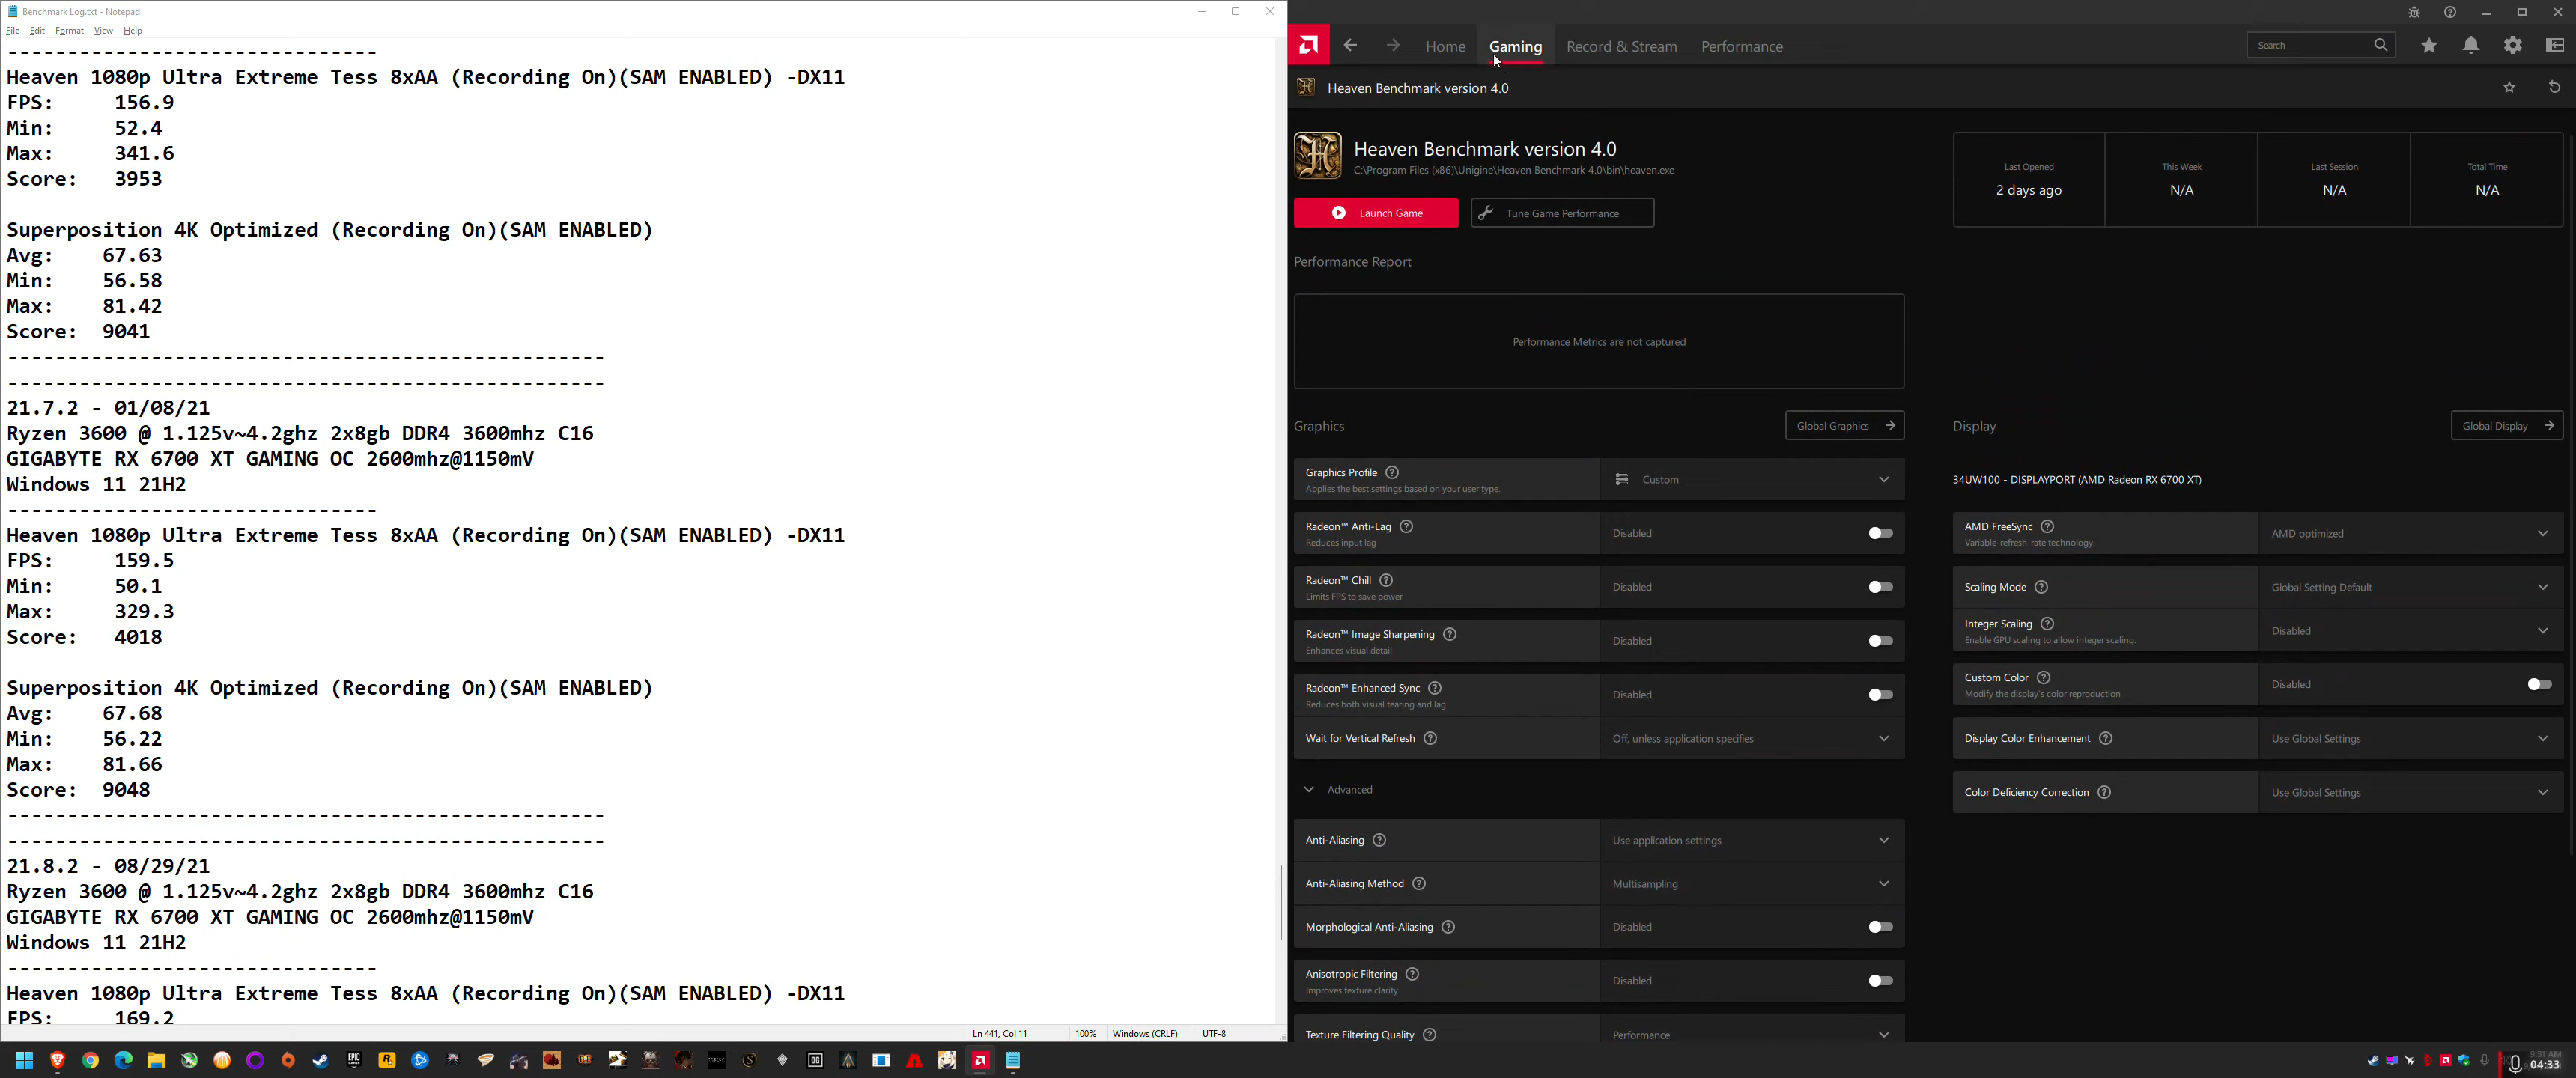 Benchmark Log.txt - Notepad
File Edit Format View Help
-------------------------------
Heaven 1080p Ultra Extreme Tess 8xAA (Recording On)(SAM ENABLED) -DX11
FPS: 156.9
Min: 52.4
Max: 341.6
Score: 3953
Superposition 4K Optimized (Recording On)(SAM ENABLED)
Avg: 67.63
Min: 56.58
Max: 81.42
Score: 9041
--------------------------------------------------
--------------------------------------------------
21.7.2 - 01/08/21
Ryzen 3600 @ 1.125v~4.2ghz 2x8gb DDR4 3600mhz C16
GIGABYTE RX 6700 XT GAMING OC 2600mhz@1150mV
Windows 11 21H2
-------------------------------
Heaven 1080p Ultra Extreme Tess 8xAA (Recording On)(SAM ENABLED) -DX11
FPS: 159.5
Min: 50.1
Max: 329.3
Score: 4018
Superposition 4K Optimized (Recording On)(SAM ENABLED)
Avg: 67.68
Min: 56.22
Max: 81.66
Score: 9048
--------------------------------------------------
--------------------------------------------------
21.8.2 - 08/29/21
Ryzen 3600 @ 1.125v~4.2ghz 2x8gb DDR4 3600mhz C16
GIGABYTE RX 6700 XT GAMING OC 2600mhz@1150mV
Windows 11 21H2
-------------------------------
Heaven 1080p Ultra Extreme Tess 8xAA (Recording On)(SAM ENABLED) -DX11
FPS: 169.2
Ln 441, Col 11 100% Windows (CRLF) UTF-8
Home Gaming Record & Stream Performance Search
Heaven Benchmark version 4.0
Heaven Benchmark version 4.0
C:\Program Files (x86)\Unigine\Heaven Benchmark 4.0\bin\heaven.exe
Launch Game Tune Game Performance
Last Opened This Week Last Session Total Time
2 days ago N/A N/A N/A
Performance Report
Performance Metrics are not captured
Graphics Global Graphics
Graphics Profile Custom
Applies the best settings based on your user type.
Radeon™ Anti-Lag Disabled
Reduces input lag
Radeon™ Chill Disabled
Limits FPS to save power
Radeon™ Image Sharpening Disabled
Enhances visual detail
Radeon™ Enhanced Sync Disabled
Reduces both visual tearing and lag
Wait for Vertical Refresh Off, unless application specifies
Advanced
Anti-Aliasing Use application settings
Anti-Aliasing Method Multisampling
Morphological Anti-Aliasing Disabled
Anisotropic Filtering Disabled
Improves texture clarity
Texture Filtering Quality Performance
Display Global Display
34UW100 - DISPLAYPORT (AMD Radeon RX 6700 XT)
AMD FreeSync AMD optimized
Variable-refresh-rate technology.
Scaling Mode Global Setting Default
Integer Scaling Disabled
Enable GPU scaling to allow integer scaling.
Custom Color Disabled
Modify the display's color reproduction
Display Color Enhancement Use Global Settings
Color Deficiency Correction Use Global Settings
9:31 AM
04:33